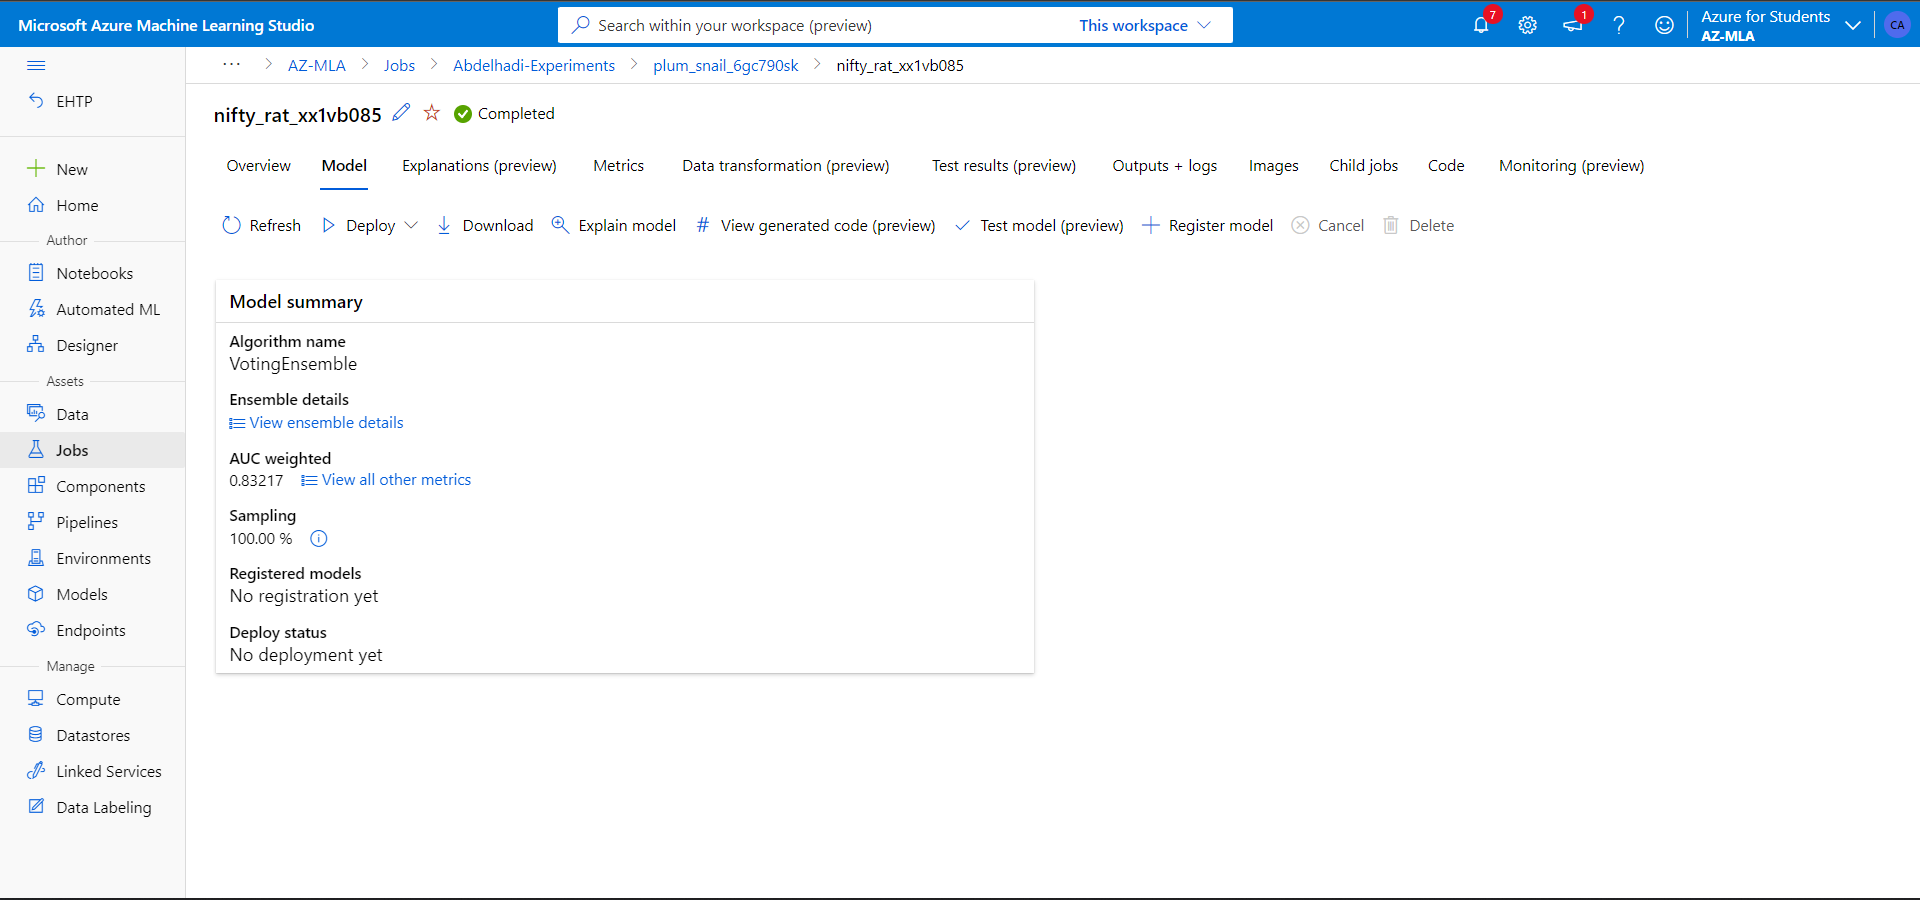 Microsoft Azure Machine Learning Studio
Search within your workspace (preview)
This workspace
7
1
Azure for Students
AZ-MLA
CA
... > AZ-MLA > Jobs > Abdelhadi-Experiments > plum_snail_6gc790sk > nifty_rat_xx1vb085
EHTP
New
Home
Author
Notebooks
Automated ML
Designer
Assets
Data
Jobs
Components
Pipelines
Environments
Models
Endpoints
Manage
Compute
Datastores
Linked Services
Data Labeling
nifty_rat_xx1vb085 Completed
Overview Model Explanations (preview) Metrics Data transformation (preview) Test results (preview) Outputs + logs Images Child jobs Code Monitoring (preview)
Refresh Deploy Download Explain model # View generated code (preview) Test model (preview) Register model Cancel Delete
Model summary
Algorithm name
VotingEnsemble
Ensemble details
View ensemble details
AUC weighted
0.83217 View all other metrics
Sampling
100.00 %
Registered models
No registration yet
Deploy status
No deployment yet